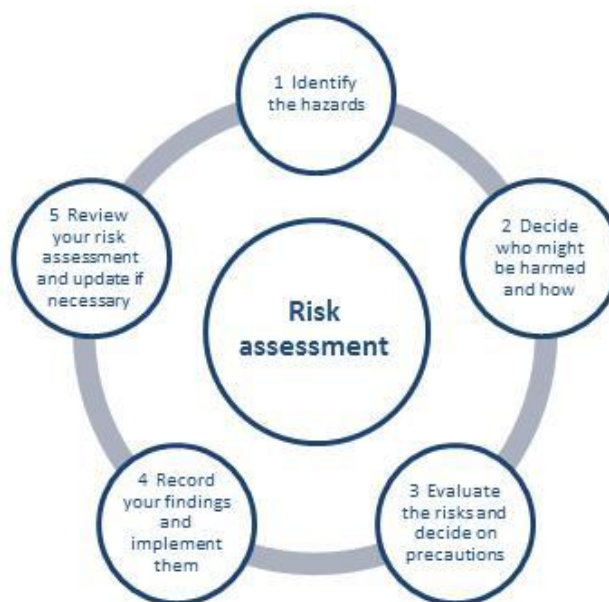 1 Identify
the hazards
2 Decide
who might
be harmed
and how
3 Evaluate
the risks and
decide on
precautions
4 Record
your findings
and
implement
them
5 Review
your risk
assessment
and update if
necessary
Risk
assessment